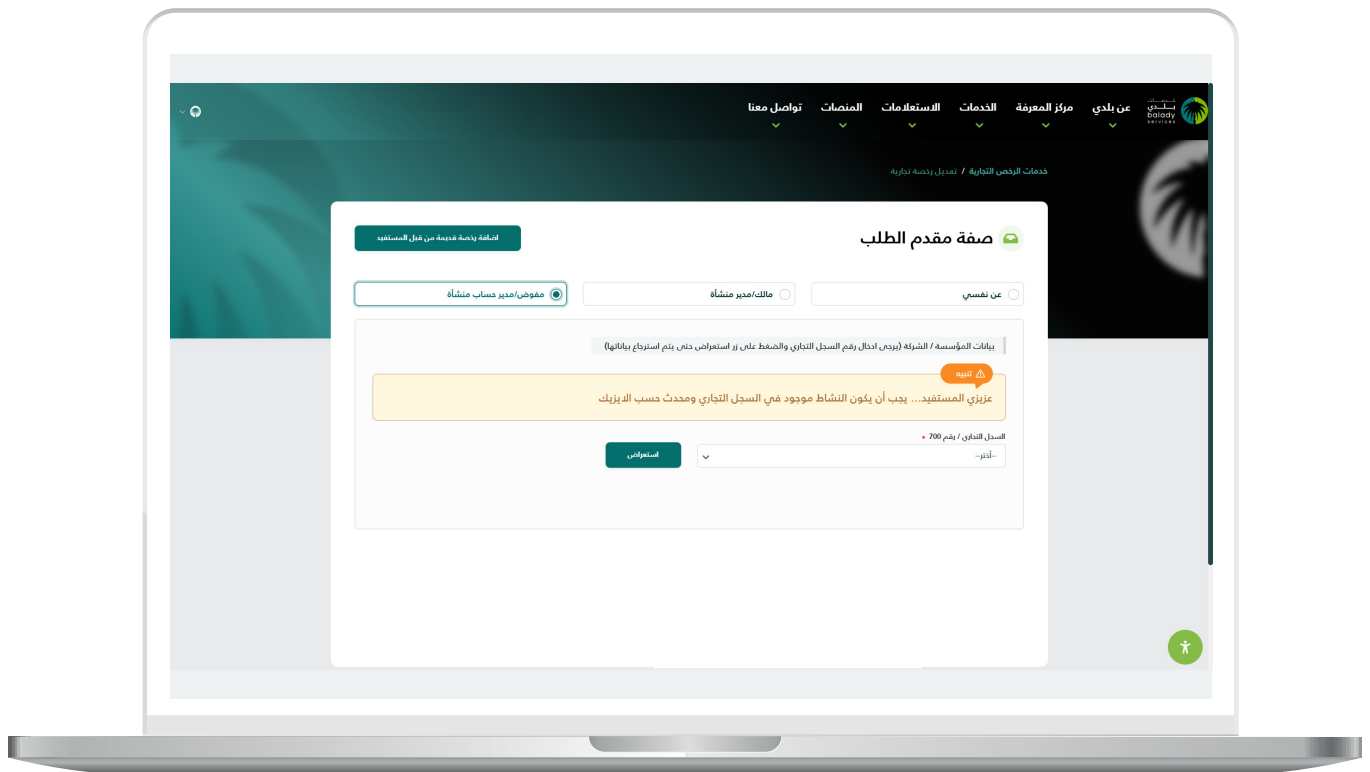 خدمات
بلدي
balady
services
عن بلدي
مركز المعرفة
الخدمات
الاستعلامات
المنصات
تواصل معنا
خدمات الرخص التجارية / تعديل رخصة تجارية
صفة مقدم الطلب
اضافة رخصة قديمة من قبل المستفيد
عن نفسي
مالك/مدير منشأة
مفوض/مدير حساب منشأة
بيانات المؤسسة / الشركة (يرجى ادخال رقم السجل التجاري والضغط على زر استعراض حتى يتم استرجاع بياناتها)
تنبيه
عزيزي المستفيد... يجب أن يكون النشاط موجود في السجل التجاري ومحدث حسب الايزيك
السجل التجاري / رقم 700 *
--أختر--
استعراض